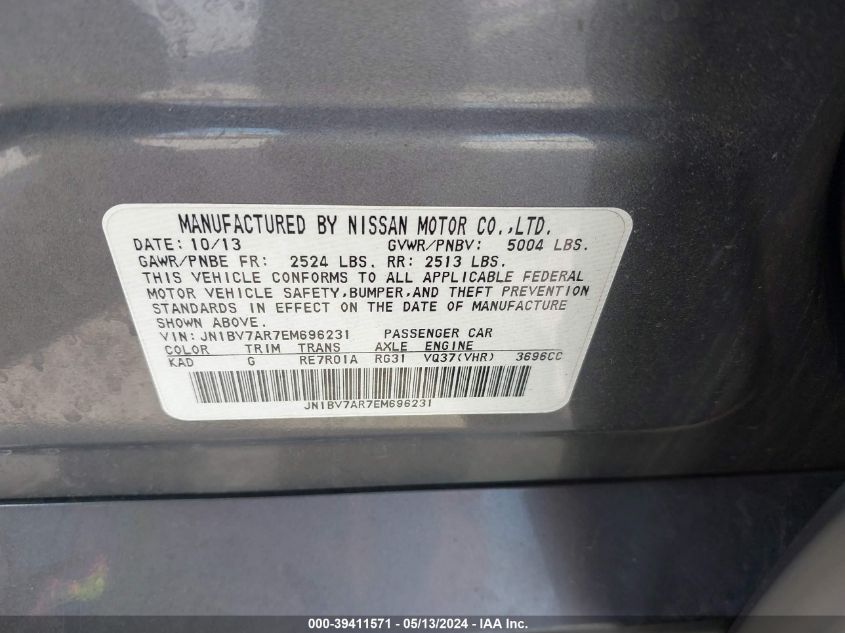 MANUFACTURED BY NISSAN MOTOR CO.,LTD.
DATE: 10/13 GVWR/PNBV: 5004 LBS.
GAWR/PNBE FR: 2524 LBS. RR: 2513 LBS.
THIS VEHICLE CONFORMS TO ALL APPLICABLE FEDERAL
MOTOR VEHICLE SAFETY,BUMPER,AND THEFT PREVENTION
STANDARDS IN EFFECT ON THE DATE OF MANUFACTURE
SHOWN ABOVE.
VIN: JN1BV7AR7EM696231 PASSENGER CAR
COLOR TRIM TRANS AXLE ENGINE
KAD G RE7R01A RG31 VQ37(VHR) 3696CC
JN1BV7AR7EM696231
000-39411571 - 05/13/2024 - IAA Inc.